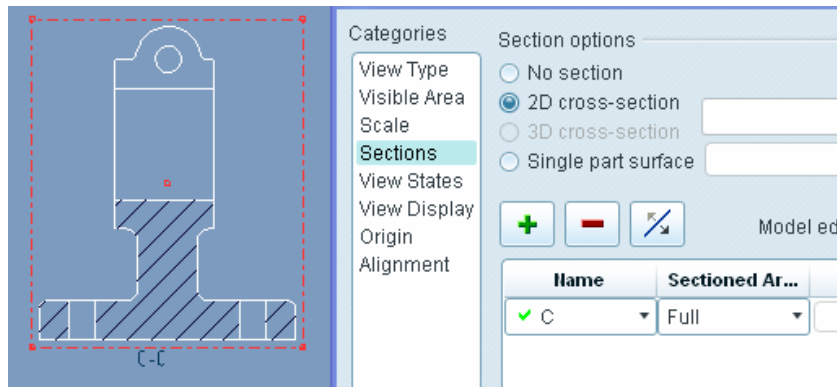 C-C
Categories
View Type
Visible Area
Scale
Sections
View States
View Display
Origin
Alignment
Section options
No section
2D cross-section
3D cross-section
Single part surface
Model ed
Name
Sectioned Ar...
C
Full